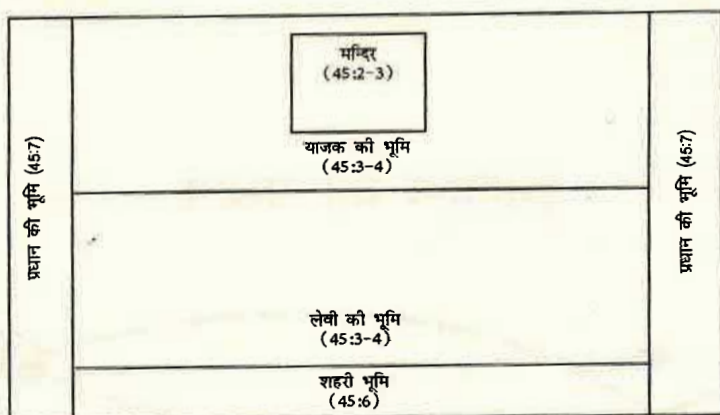 मन्दिर
(45:2-3)
याजक की भूमि
(45:3-4)
प्रधान की भूमि (45:7)
प्रधान की भूमि (45:7)
लेवी की भूमि
(45:3-4)
शहरी भूमि
(45:6)